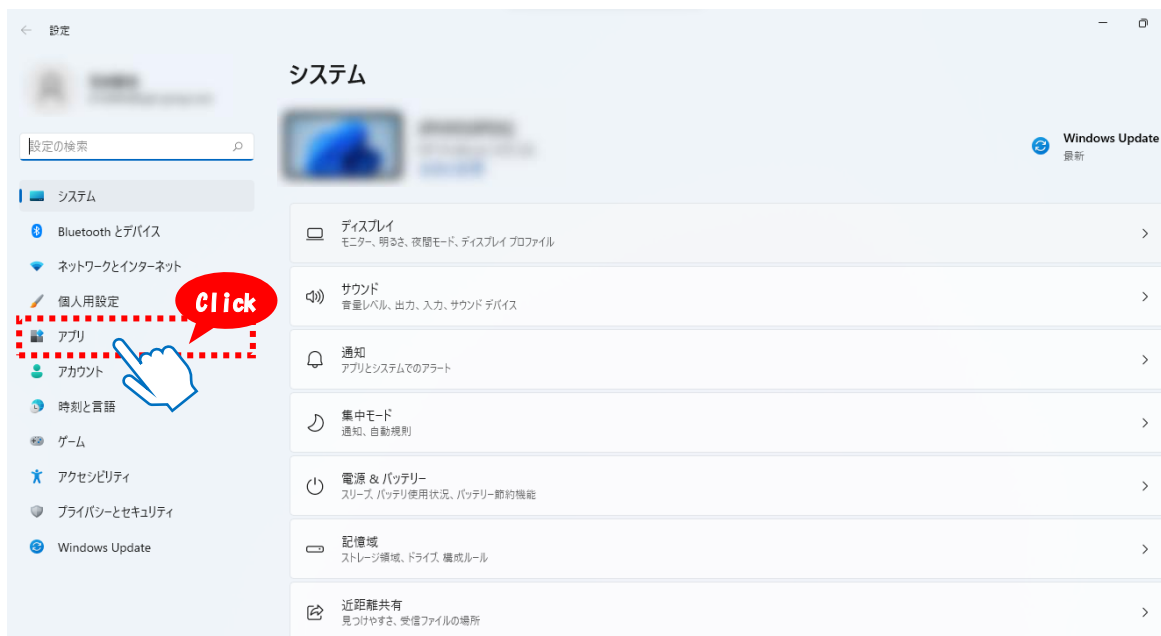 設定
設定の検索
システム
Bluetooth とデバイス
ネットワークとインターネット
個人用設定
Click
アプリ
アカウント
時刻と言語
ゲーム
アクセシビリティ
プライバシーとセキュリティ
Windows Update
システム
Windows Update
最新
ディスプレイ
モニター、明るさ、夜間モード、ディスプレイ プロファイル
サウンド
音量レベル、出力、入力、サウンド デバイス
通知
アプリとシステムでのアラート
集中モード
通知、自動規則
電源 & バッテリー
スリープ、バッテリ使用状況、バッテリー節約機能
記憶域
ストレージ領域、ドライブ、構成ルール
近距離共有
見つけやすさ、受信ファイルの場所